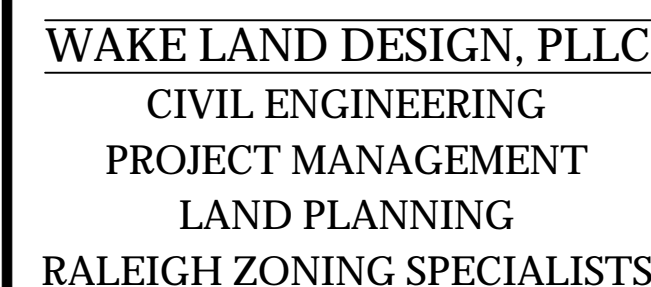 WAKE LAND DESIGN, PLLC
CIVIL ENGINEERING
PROJECT MANAGEMENT
LAND PLANNING
RALEIGH ZONING SPECIALISTS